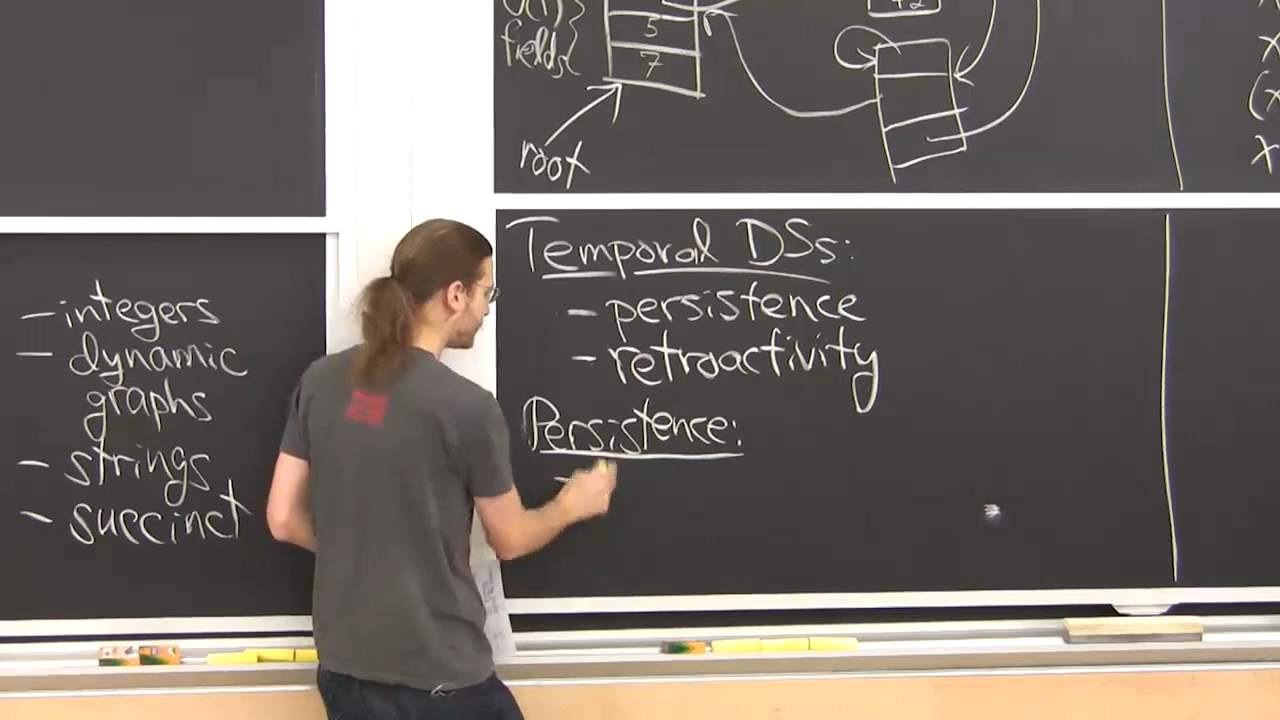 - integers
- dynamic
graphs
- strings
- succinct
fields
5
7
root
Temporal DSs:
- persistence
- retroactivity
Persistence:
-